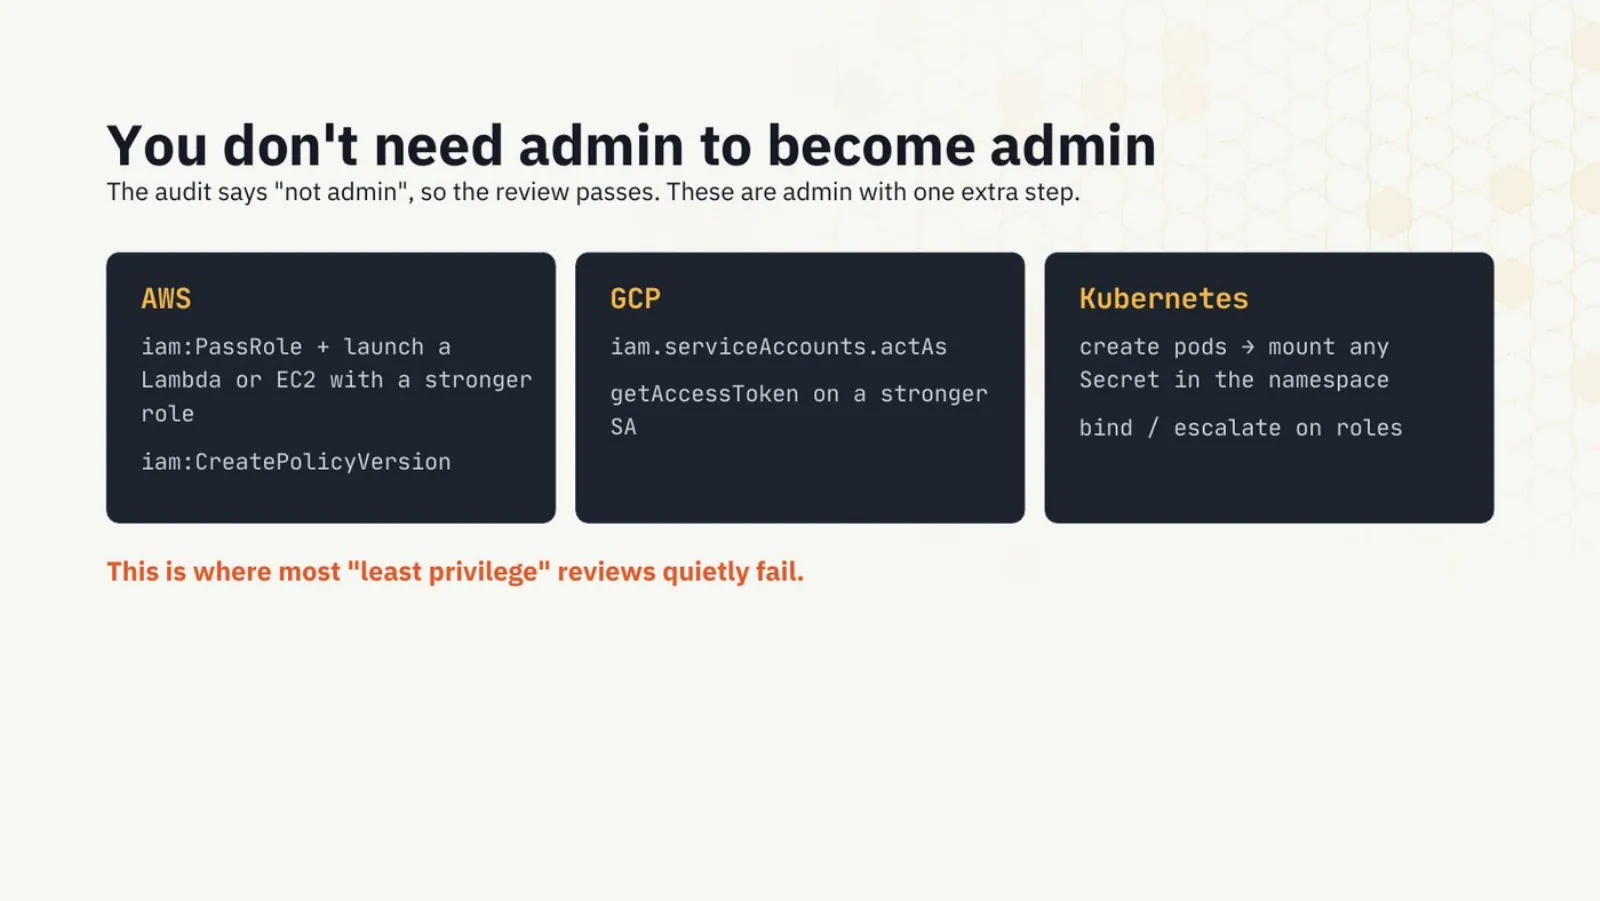 You don't need admin to become admin
The audit says "not admin", so the review passes. These are admin with one extra step.
AWS
iam:PassRole + launch a
Lambda or EC2 with a stronger
role
iam:CreatePolicyVersion
GCP
iam.serviceAccounts.actAs
getAccessToken on a stronger
SA
Kubernetes
create pods → mount any
Secret in the namespace
bind / escalate on roles
This is where most "least privilege" reviews quietly fail.